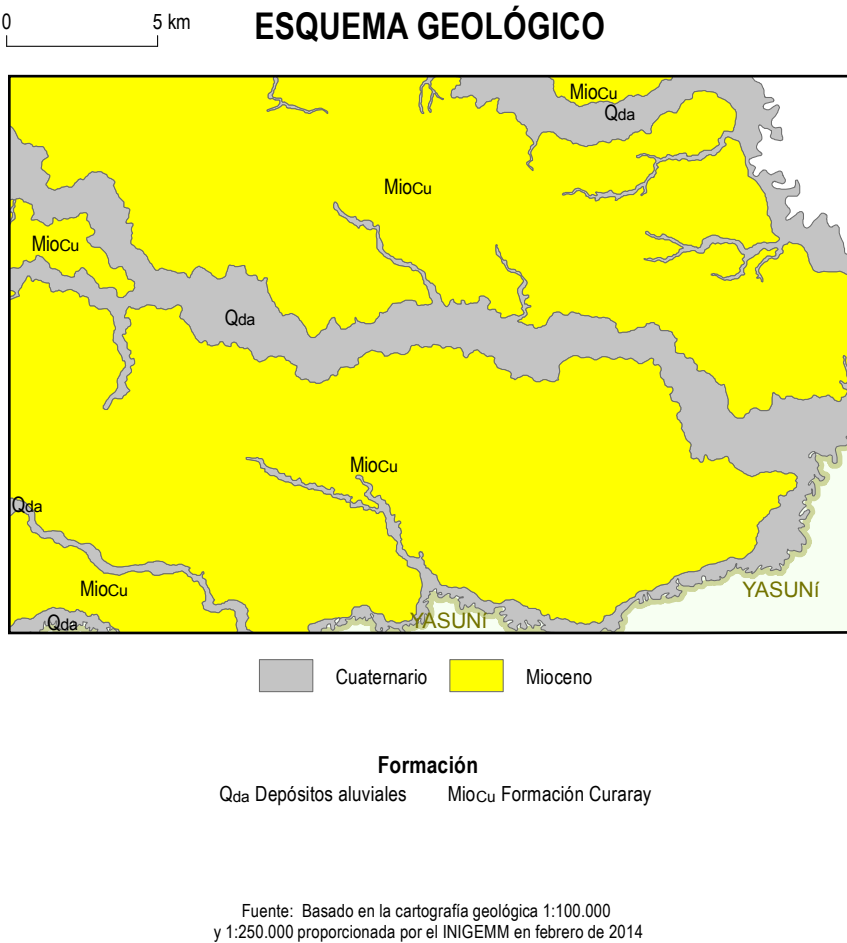 0 5 km ESQUEMA GEOLÓGICO
MioCu
Qda
MioCu
MioCu
Qda
MioCu
Qda
MioCu
YASUNí
YASUNí
Qda
Cuaternario Mioceno
Formación
Qda Depósitos aluviales MioCu Formación Curaray
Fuente: Basado en la cartografía geológica 1:100.000
y 1:250.000 proporcionada por el INIGEMM en febrero de 2014